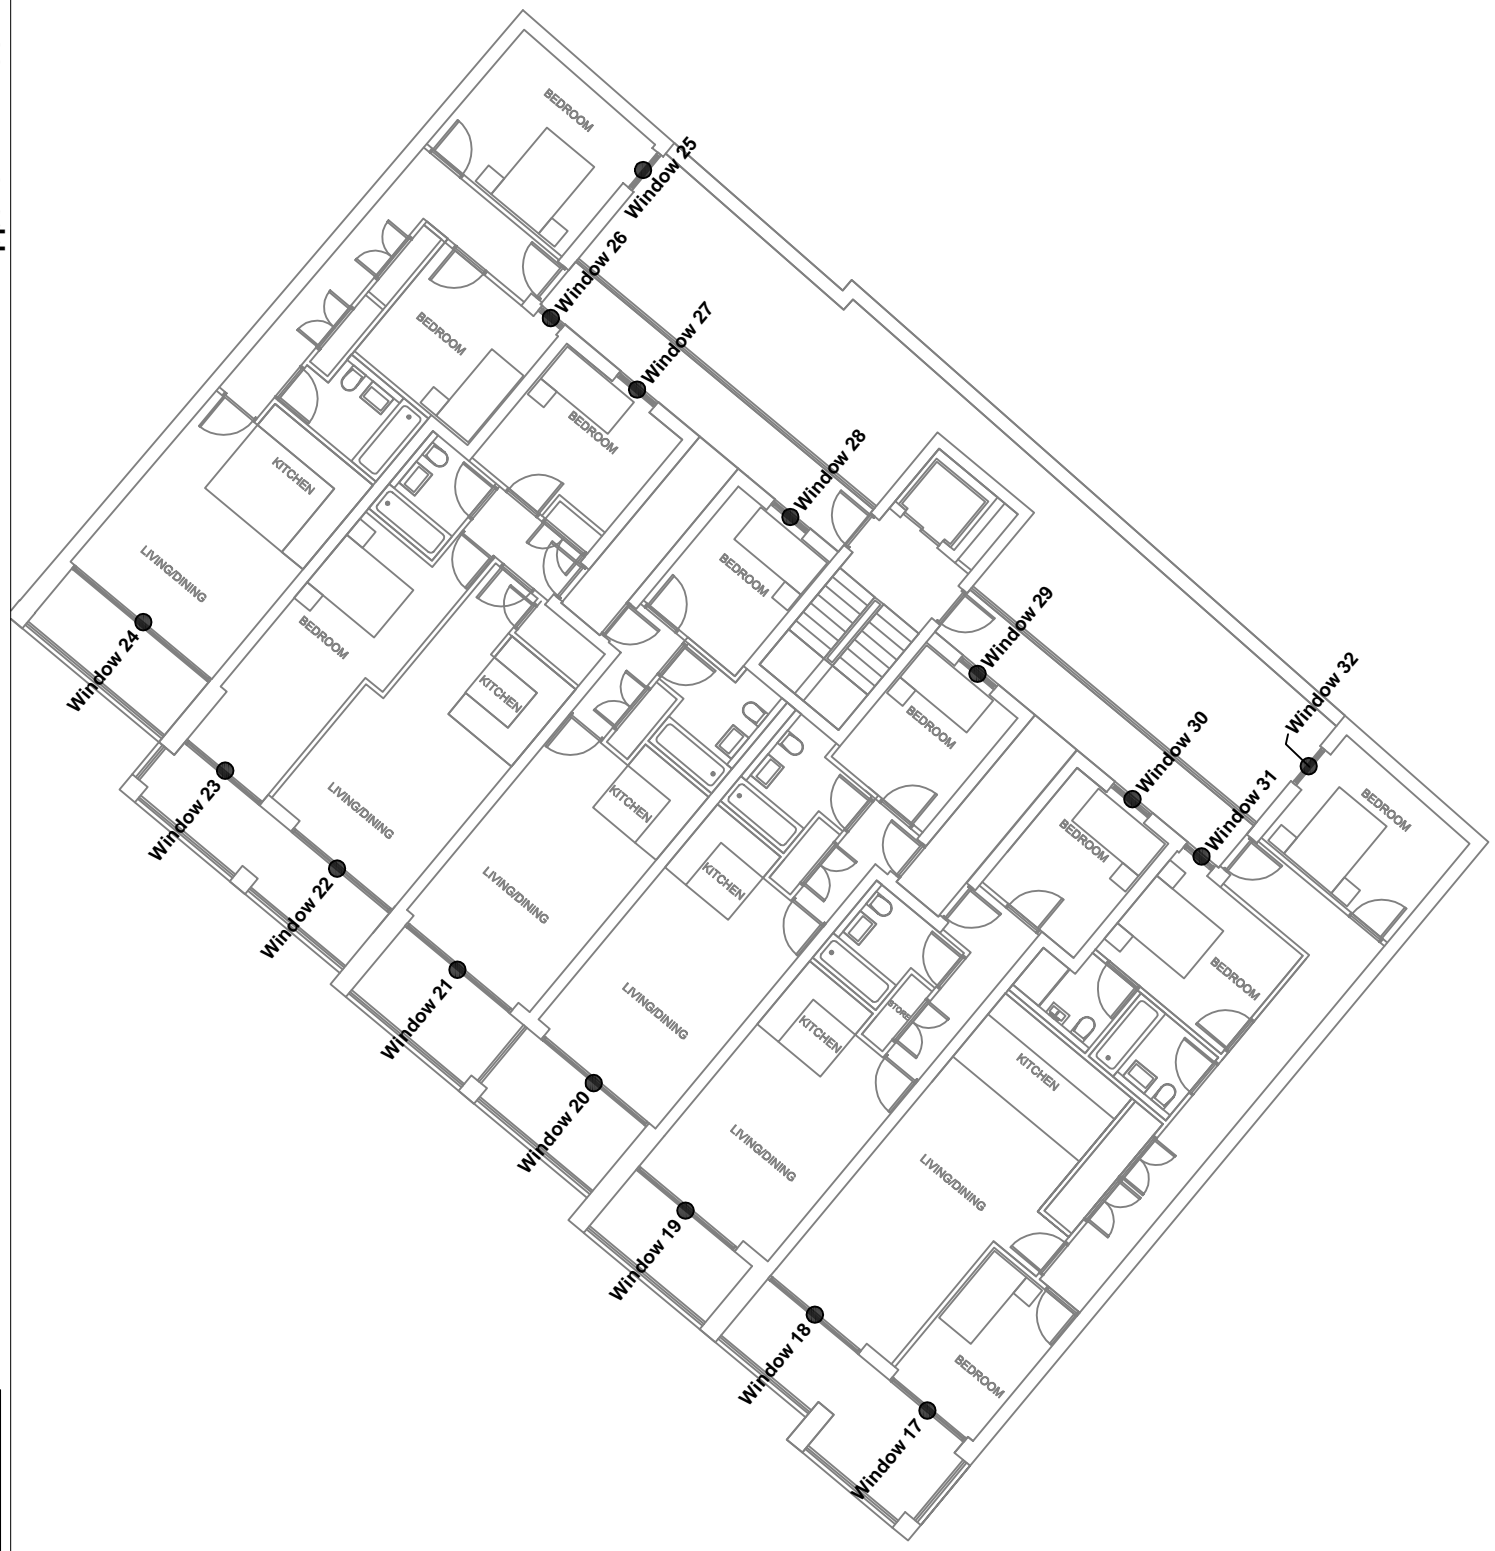 BEDROOM
Window 25
Window 26
BEDROOM
Window 27
BEDROOM
KITCHEN
Window 28
LIVING/DINING
BEDROOM
Window 24
BEDROOM
Window 29
KITCHEN
BEDROOM
Window 32
Window 30
Window 23
LIVING/DINING
KITCHEN
Window 31
BEDROOM
BEDROOM
KITCHEN
Window 22
LIVING/DINING
BEDROOM
Window 21
LIVING/DINING
STORE
KITCHEN
KITCHEN
Window 20
LIVING/DINING
LIVING/DINING
Window 19
Window 18
BEDROOM
Window 17